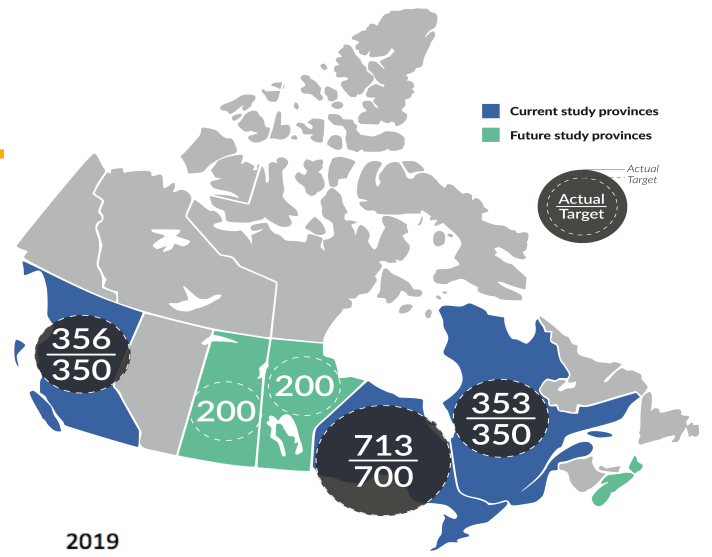 Current study provinces
Future study provinces
Actual
Target
Actual
Target
356
350
200
200
713
700
353
350
2019